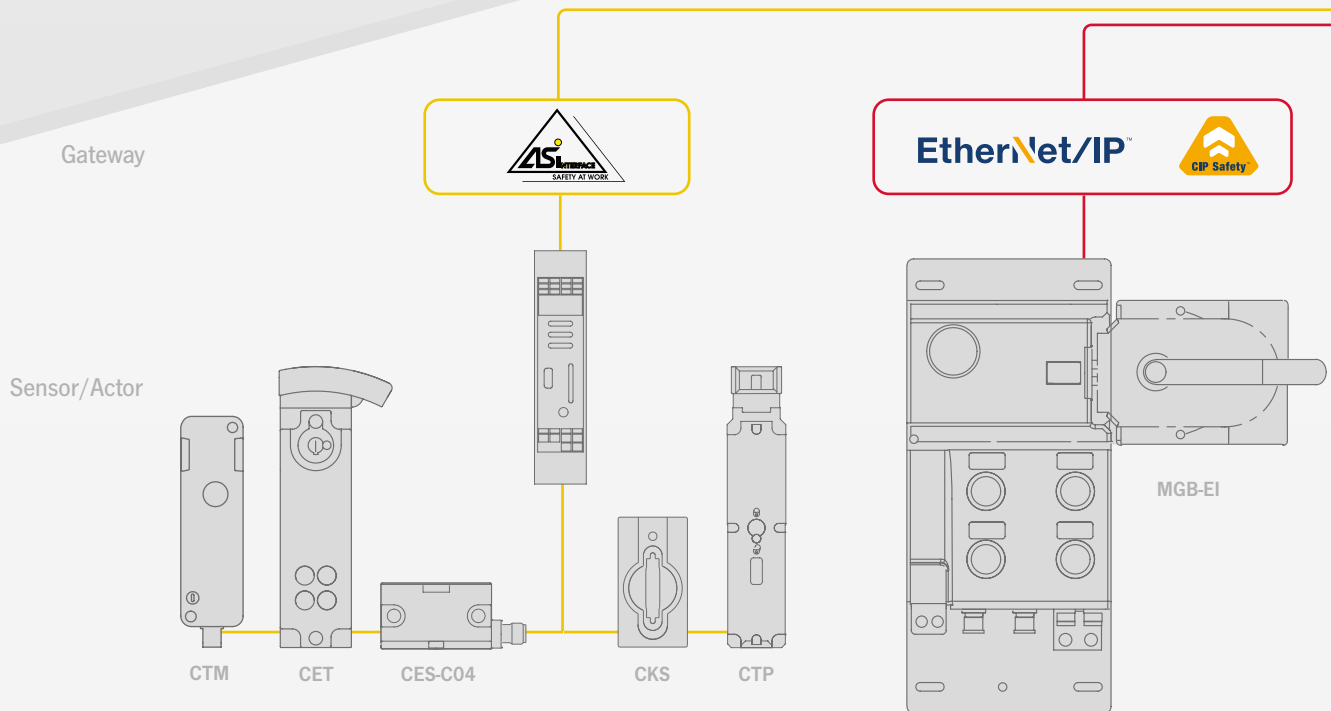 Gateway
ASi INTERFACE
SAFETY AT WORK
EtherNet/IP™
CIP Safety™
Sensor/Actor
MGB-EI
CTM
CET
CES-C04
CKS
CTP